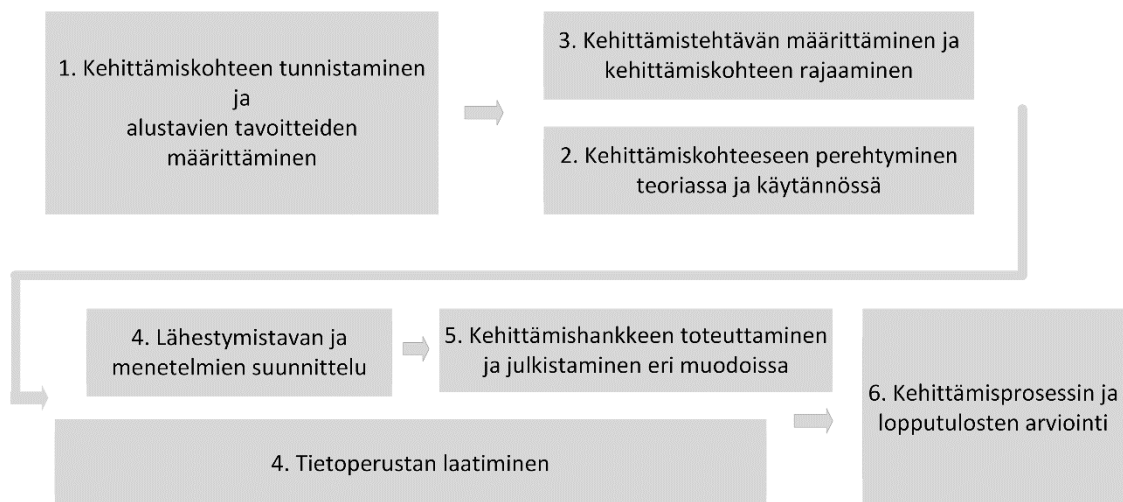 1. Kehittämiskohteen tunnistaminen
ja
alustavien tavoitteiden
määrittäminen
3. Kehittämistehtävän määrittäminen ja
kehittämiskohteen rajaaminen
2. Kehittämiskohteeseen perehtyminen
teoriassa ja käytännössä
4. Lähestymistavan ja
menetelmien suunnittelu
5. Kehittämishankkeen toteuttaminen
ja julkistaminen eri muodoissa
4. Tietoperustan laatiminen
6. Kehittämisprosessin ja
lopputulosten arviointi